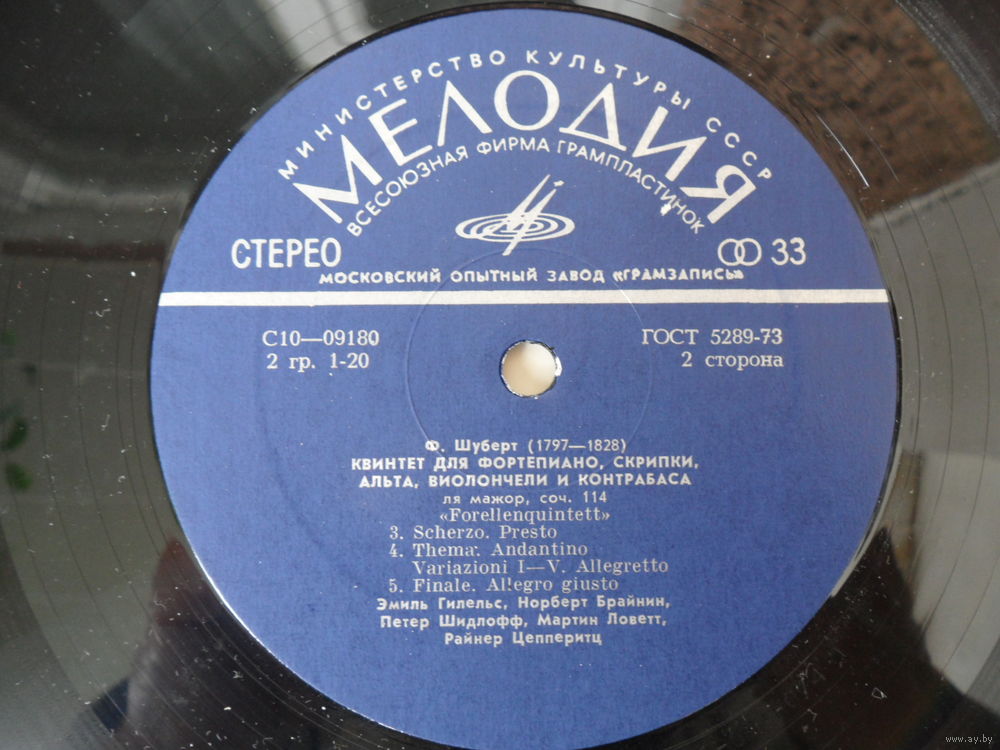 МИНИСТЕРСТВО КУЛЬТУРЫ СССР
МЕЛОДИЯ
ВСЕСОЮЗНАЯ ФИРМА ГРАМПЛАСТИНОК
СТЕРЕО
33
МОСКОВСКИЙ ОПЫТНЫЙ ЗАВОД «ГРАМЗАПИСЬ»
С10—09180
ГОСТ 5289-73
2 гр. 1-20
2 сторона
Ф. Шуберт (1797—1828)
КВИНТЕТ ДЛЯ ФОРТЕПИАНО, СКРИПКИ,
АЛЬТА, ВИОЛОНЧЕЛИ И КОНТРАБАСА
ля мажор, соч. 114
«Forellenquintett»
3. Scherzo. Presto
4. Thema. Andantino
Variazioni I—V. Allegretto
5. Finale. Allegro giusto
Эмиль Гилельс, Норберт Брайнин,
Петер Шидлофф, Мартин Ловетт,
Райнер Цепперитц
www.ay.by